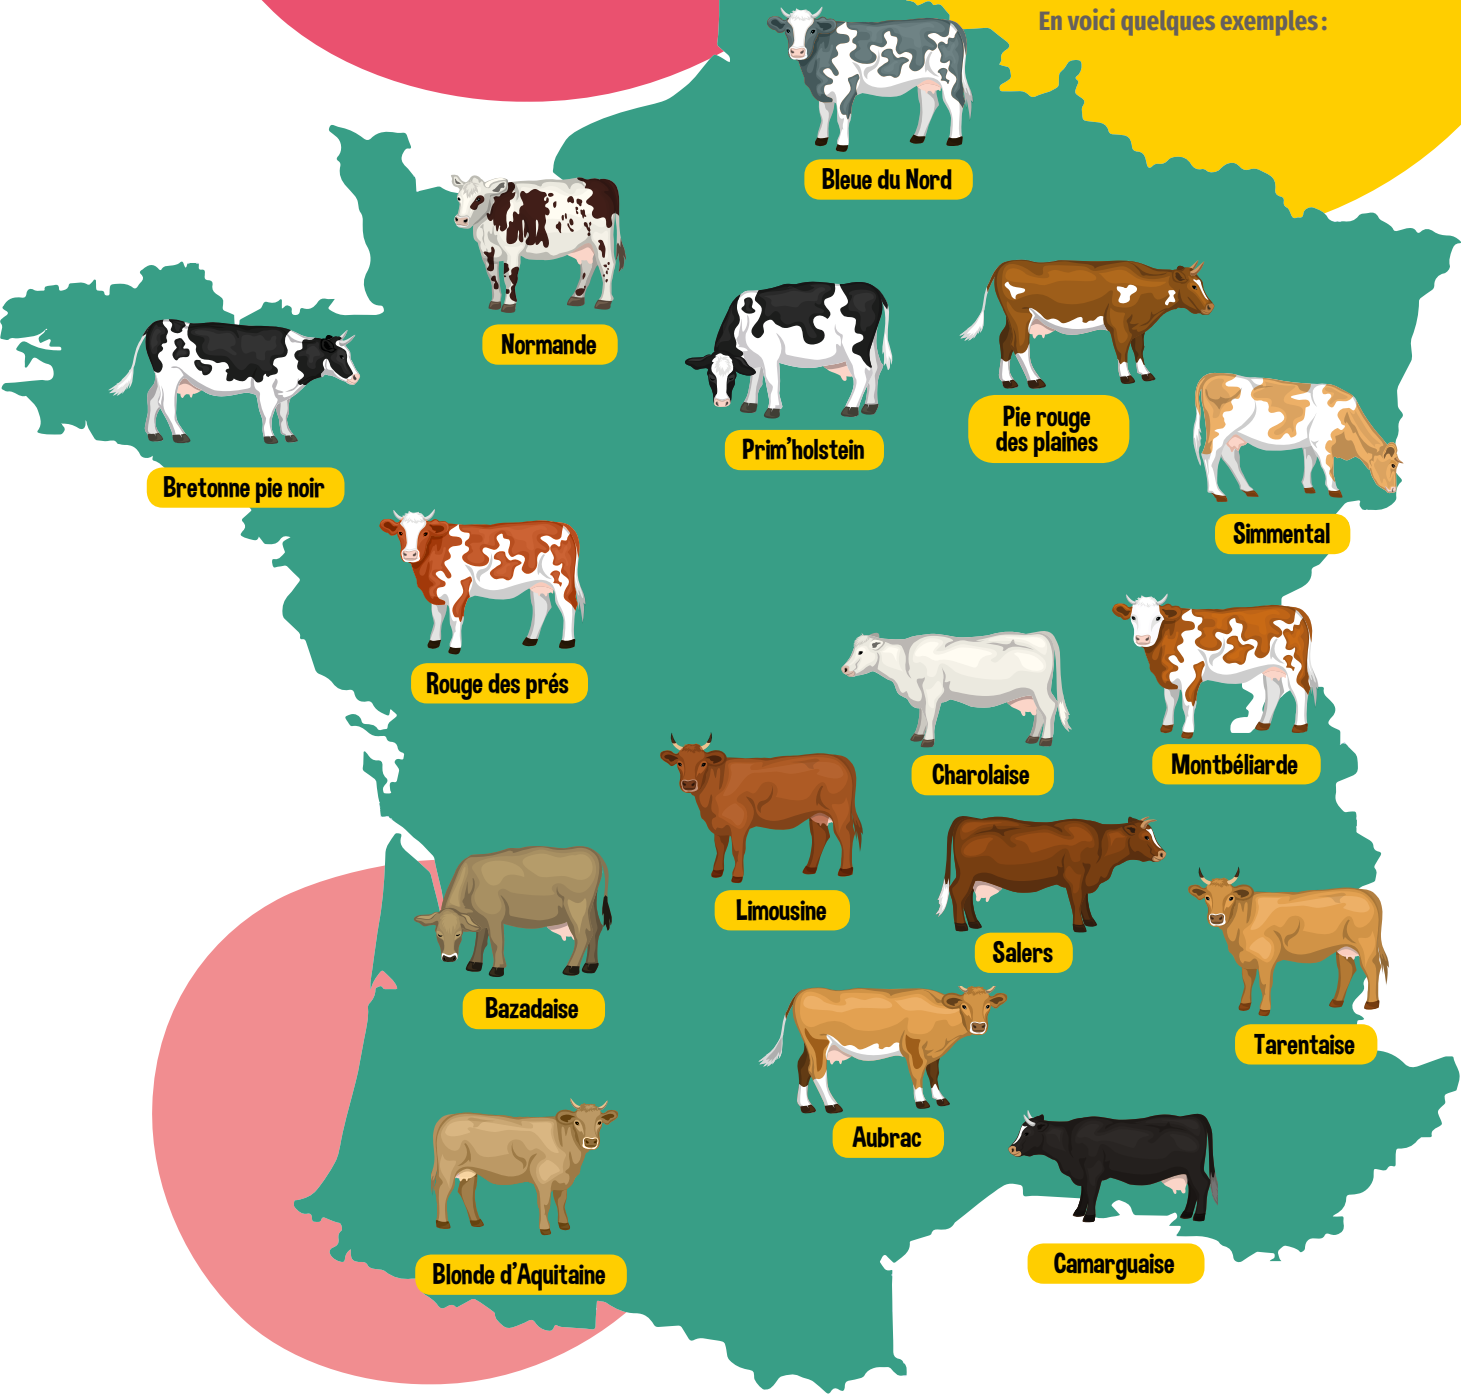 En voici quelques exemples :
Bleue du Nord
Normande
Prim'holstein
Pie rouge
des plaines
Bretonne pie noir
Simmental
Rouge des prés
Charolaise
Montbéliarde
Limousine
Salers
Bazadaise
Tarentaise
Aubrac
Camarguaise
Blonde d'Aquitaine